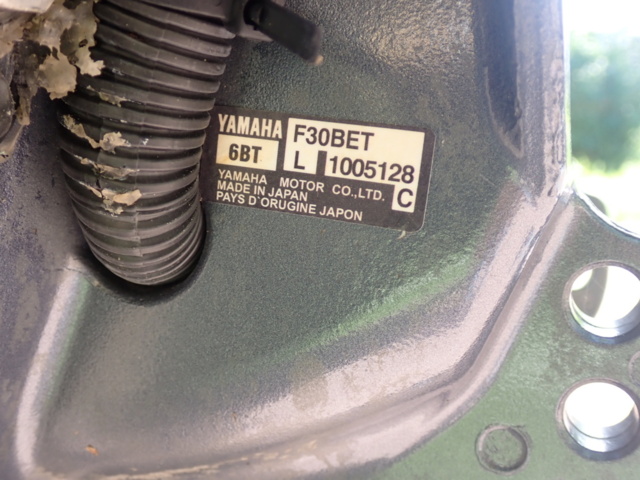 YAMAHA F30BET
6BT L 1005128
YAMAHA MOTOR CO.,LTD. C
MADE IN JAPAN
PAYS D'ORUGINE JAPON